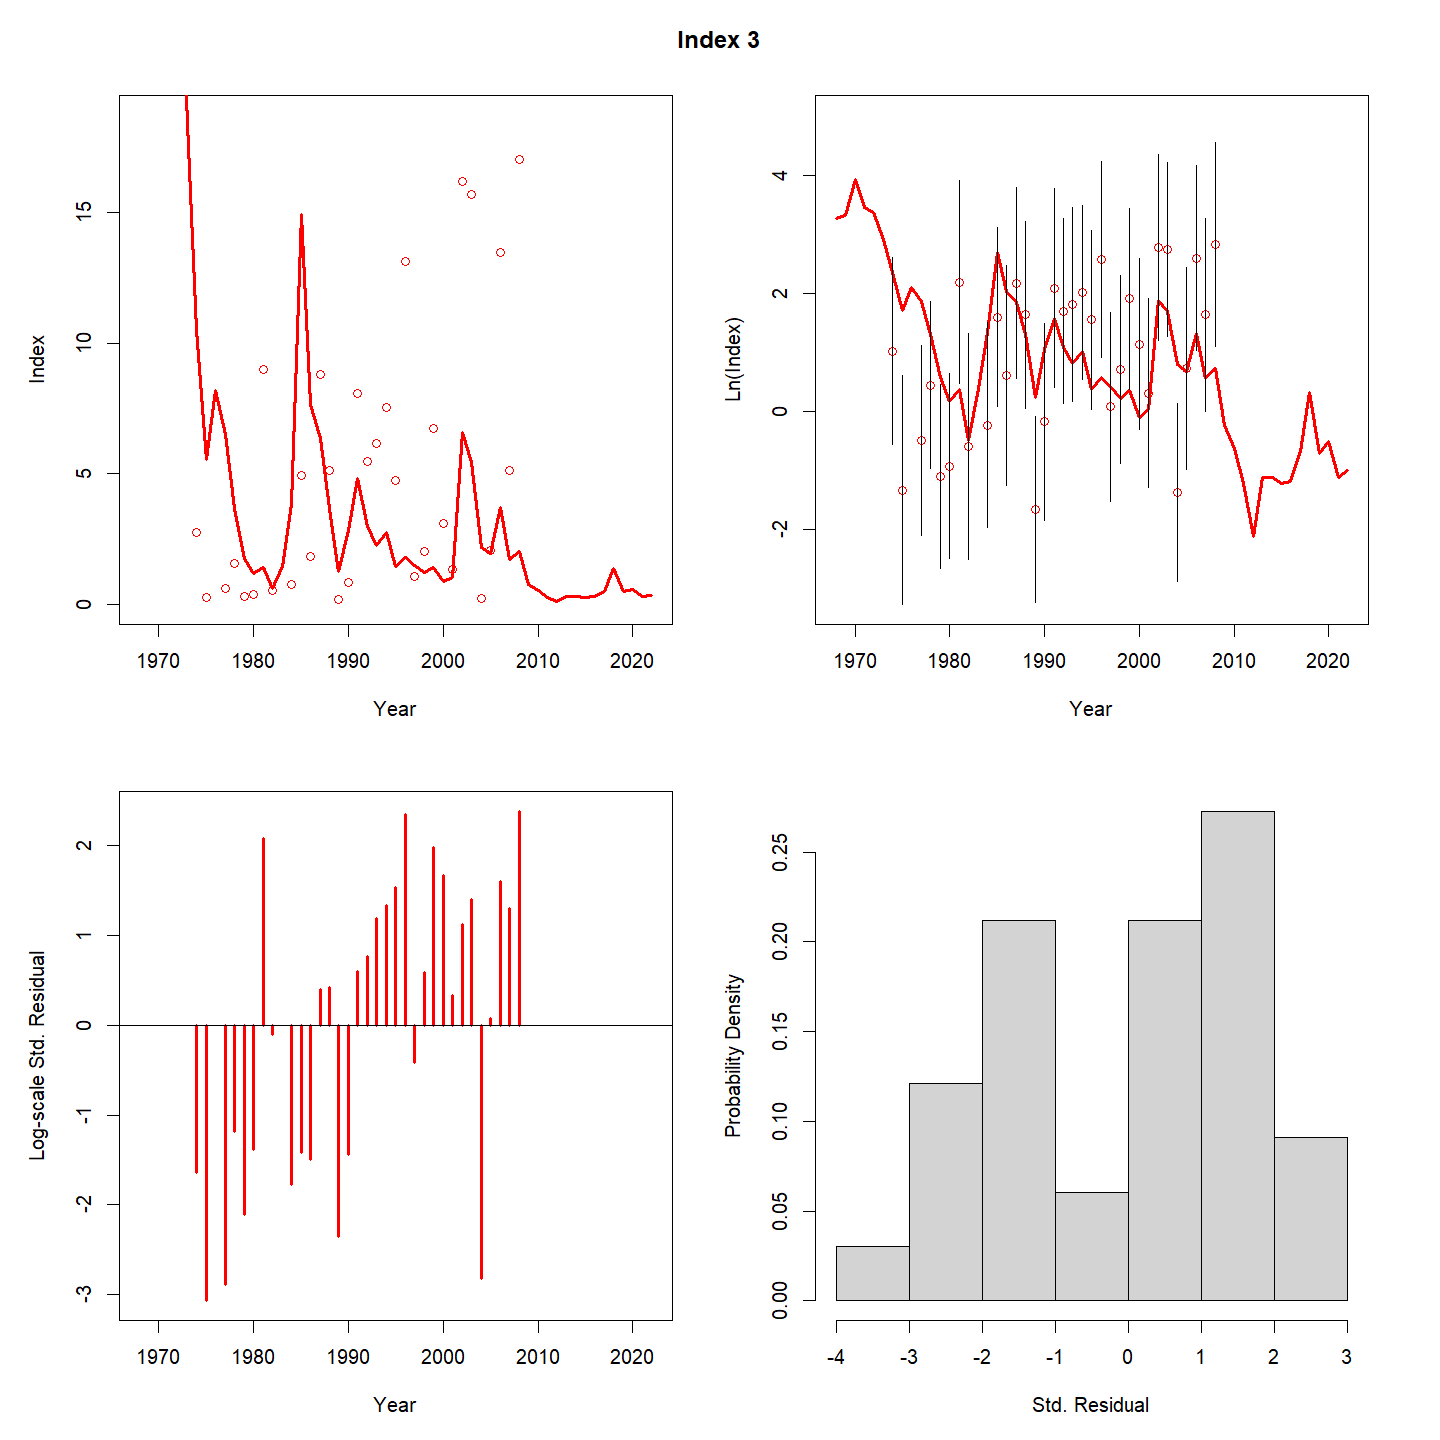 Index 3
Index
0 5 10 15
1970 1980 1990 2000 2010 2020
Year
Ln(Index)
-2 0 2 4
1970 1980 1990 2000 2010 2020
Year
Log-scale Std. Residual
-3 -2 -1 0 1 2
1970 1980 1990 2000 2010 2020
Year
Probability Density
0.00 0.05 0.10 0.15 0.20 0.25
-4 -3 -2 -1 0 1 2 3
Std. Residual